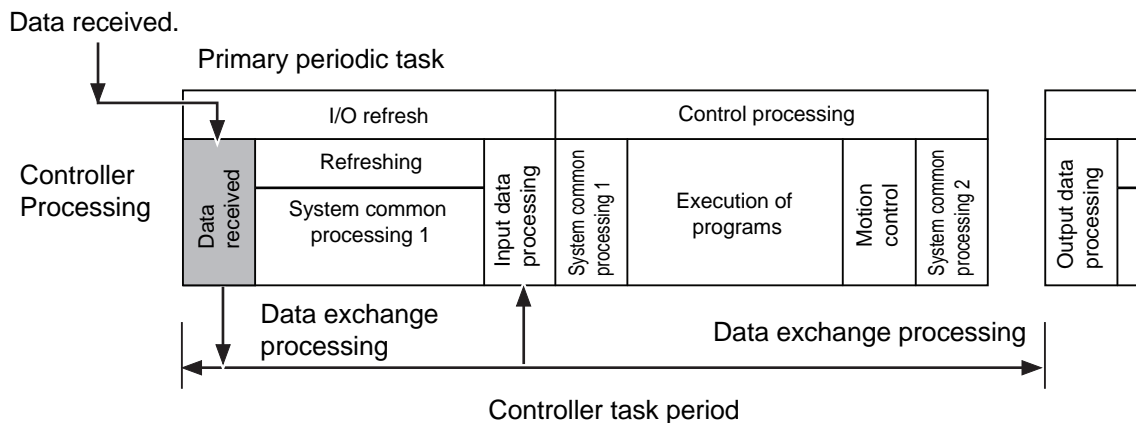 Data received.
Primary periodic task
I/O refresh
Control processing
Controller
Processing
Data
received
Refreshing
System common
processing 1
Input data
processing
System common
processing 1
Execution of
programs
Motion
control
System common
processing 2
Output data
processing
Data exchange
processing
Data exchange processing
Controller task period